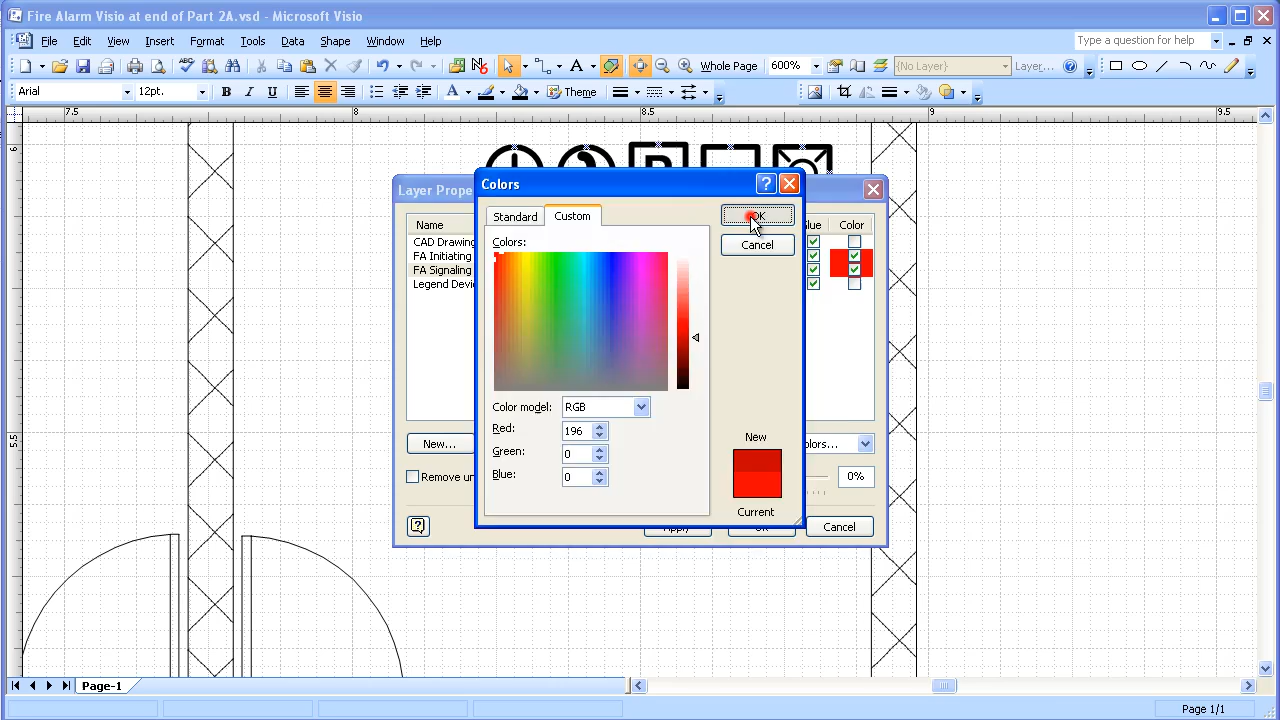 Fire Alarm Visio at end of Part 2A.vsd - Microsoft Visio
File Edit View Insert Format Tools Data Shape Window Help
Type a question for help
Whole Page 600% {No Layer} Layer...
Arial 12pt. B I U Theme
7.5 8 8.5 9 9.5
6
5.5
Layer Prope
Name Color
CAD Drawing
FA Initiating
FA Signaling
Legend Devi
New...
Remove un
olors...
0%
Apply OK Cancel
Colors
Standard Custom
OK
Cancel
Colors:
Color model: RGB
Red: 196
Green: 0
Blue: 0
New
Current
Page-1
Page 1/1